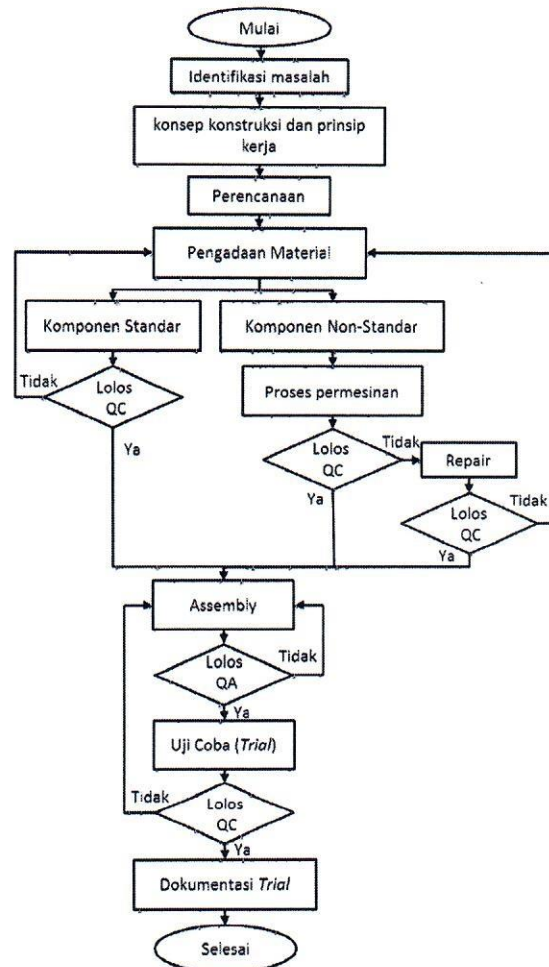 Mulai
Identifikasi masalah
konsep konstruksi dan prinsip
kerja
Perencanaan
Pengadaan Material
Komponen Standar
Komponen Non-Standar
Tidak
Lolos
QC
Ya
Proses permesinan
Lolos
QC
Tidak
Ya
Repair
Lolos
QC
Tidak
Ya
Assembly
Lolos
QA
Tidak
Ya
Uji Coba (Trial)
Tidak
Lolos
QC
Ya
Dokumentasi Trial
Selesai